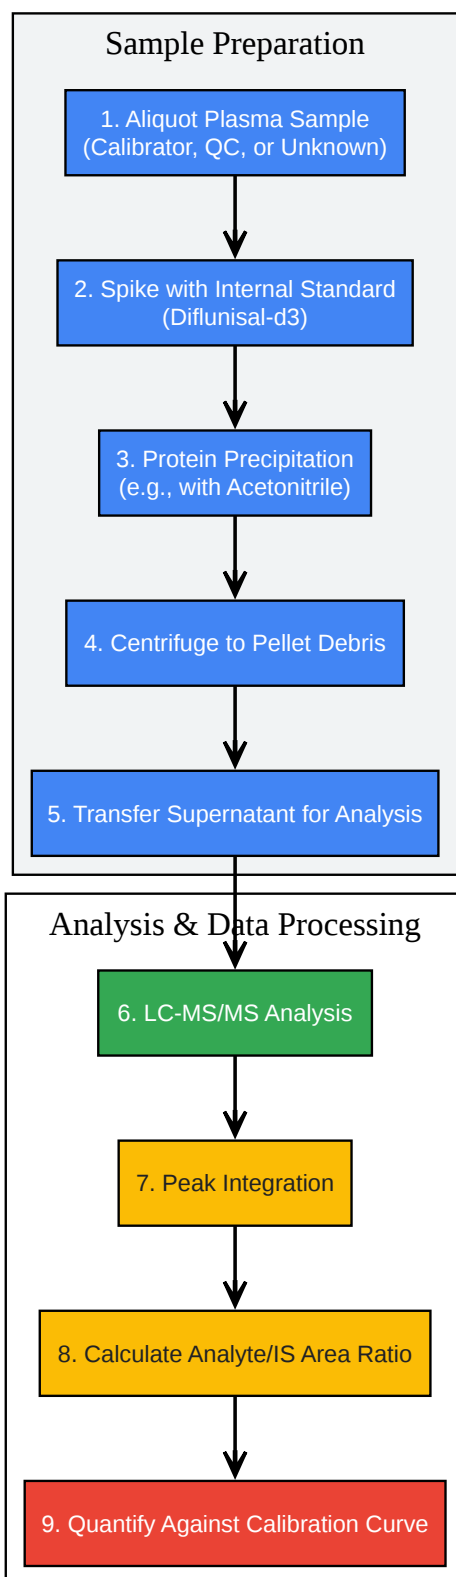 Sample Preparation
1. Aliquot Plasma Sample
(Calibrator, QC, or Unknown)
2. Spike with Internal Standard
(Diflunisal-d3)
3. Protein Precipitation
(e.g., with Acetonitrile)
4. Centrifuge to Pellet Debris
5. Transfer Supernatant for Analysis
Analysis & Data Processing
6. LC-MS/MS Analysis
7. Peak Integration
8. Calculate Analyte/IS Area Ratio
9. Quantify Against Calibration Curve